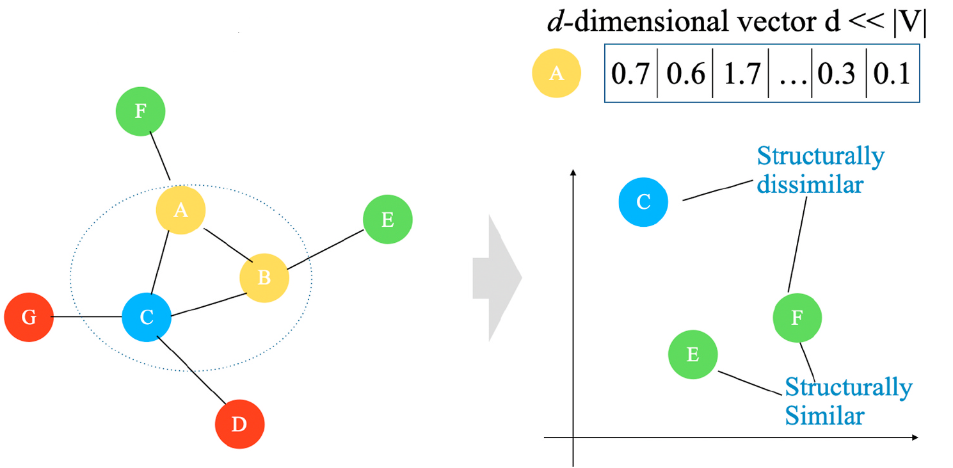 d-dimensional vector d << |V|
A
0.7 | 0.6 | 1.7 | ... | 0.3 | 0.1
F
A
E
B
G
C
D
Structurally
dissimilar
C
F
E
Structurally
Similar